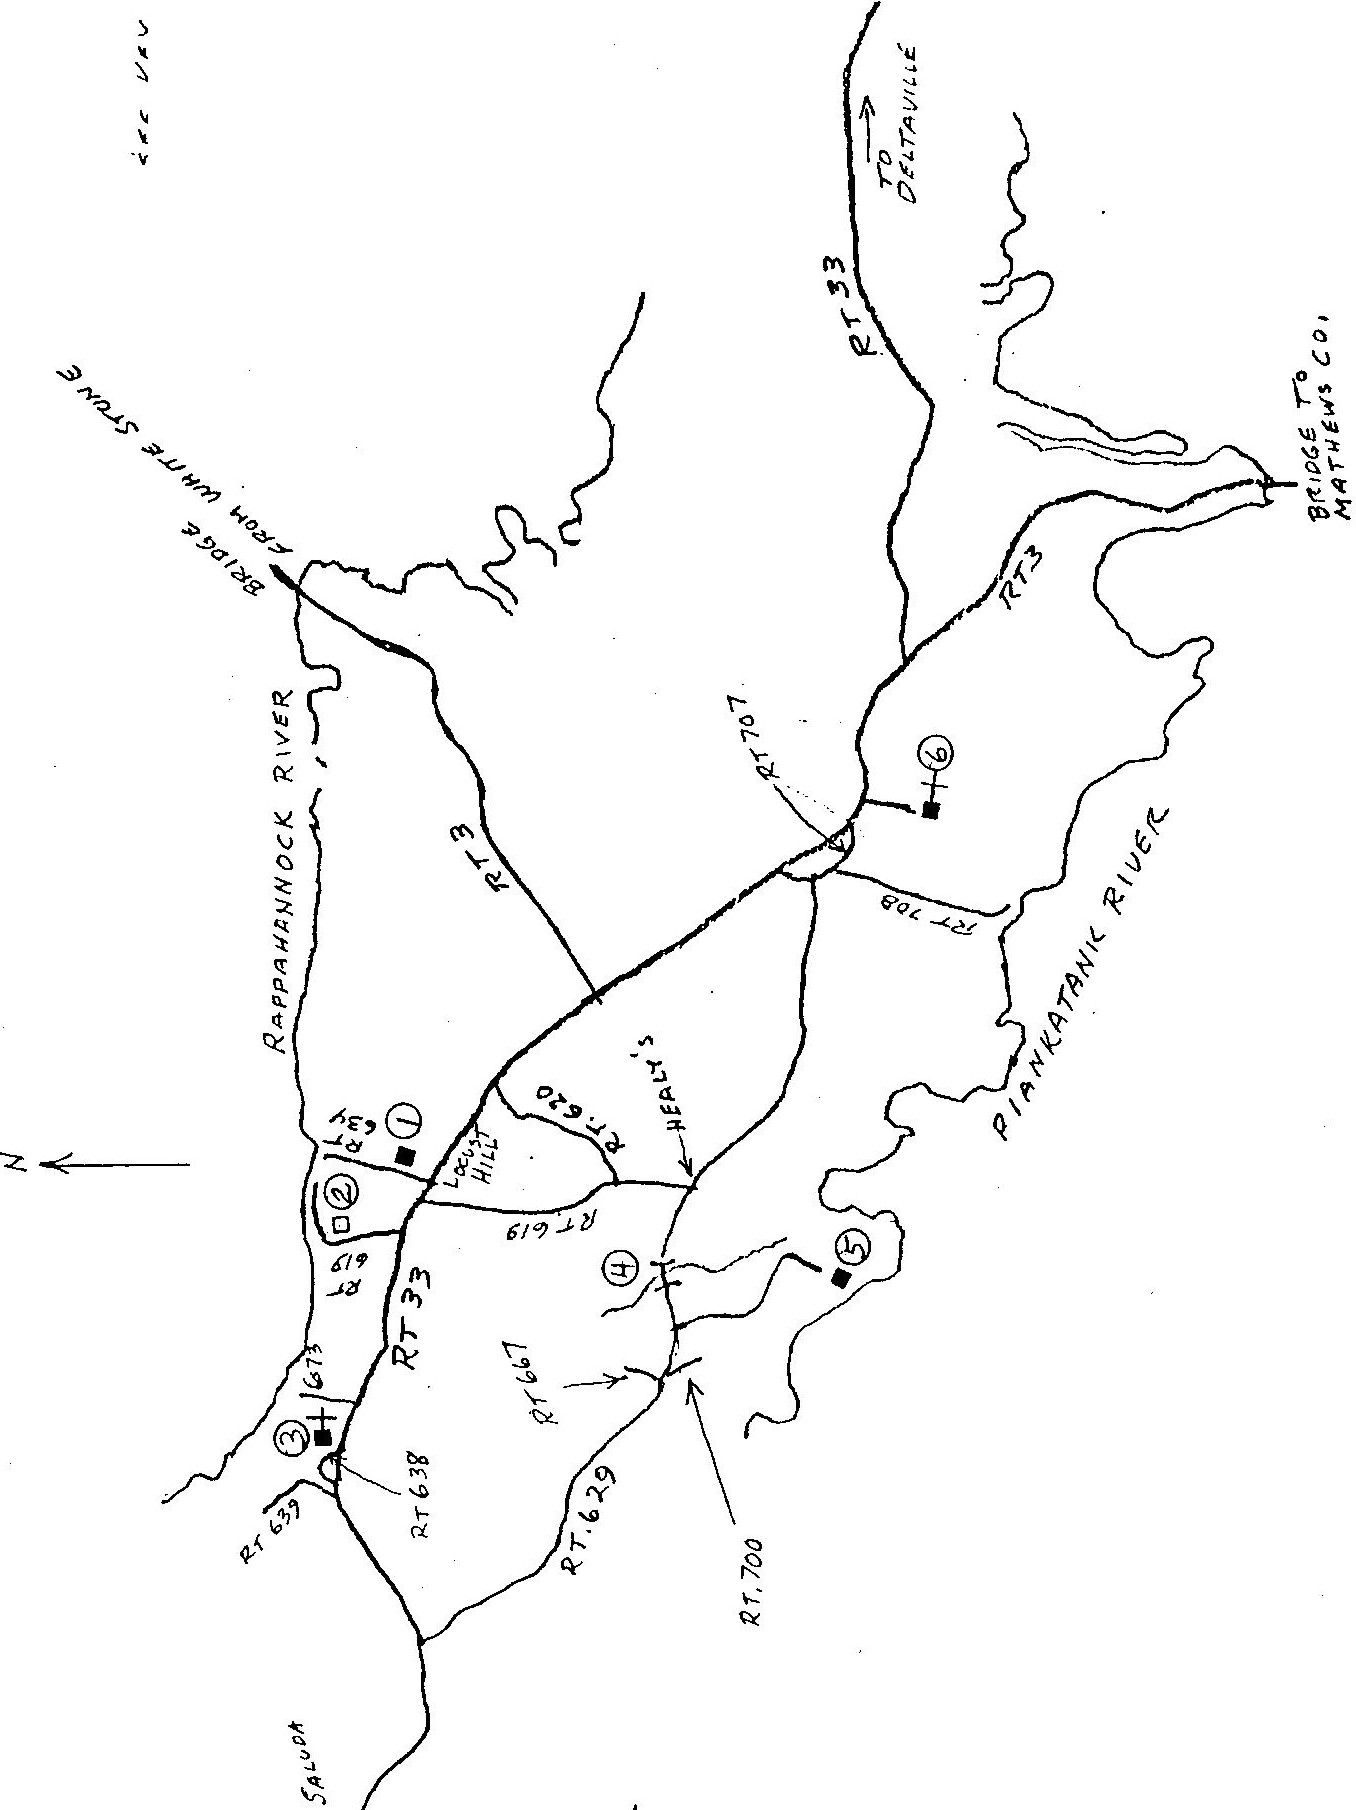 N
BRIDGE
FROM WHITE STONE
RAPPAHANNOCK RIVER
RT 3
RT
634
1
2
RT
619
LOCUST
HILL
RT. 620
RT. 619
HEALY'S
673
3
RT 639
RT 638
RT 33
SALUDA
RT. 629
RT 667
RT. 700
4
5
PIANKATANK RIVER
RT 707
RT 708
6
RT 33
TO
DELTAVILLE
RT 3
BRIDGE TO
MATHEWS CO.